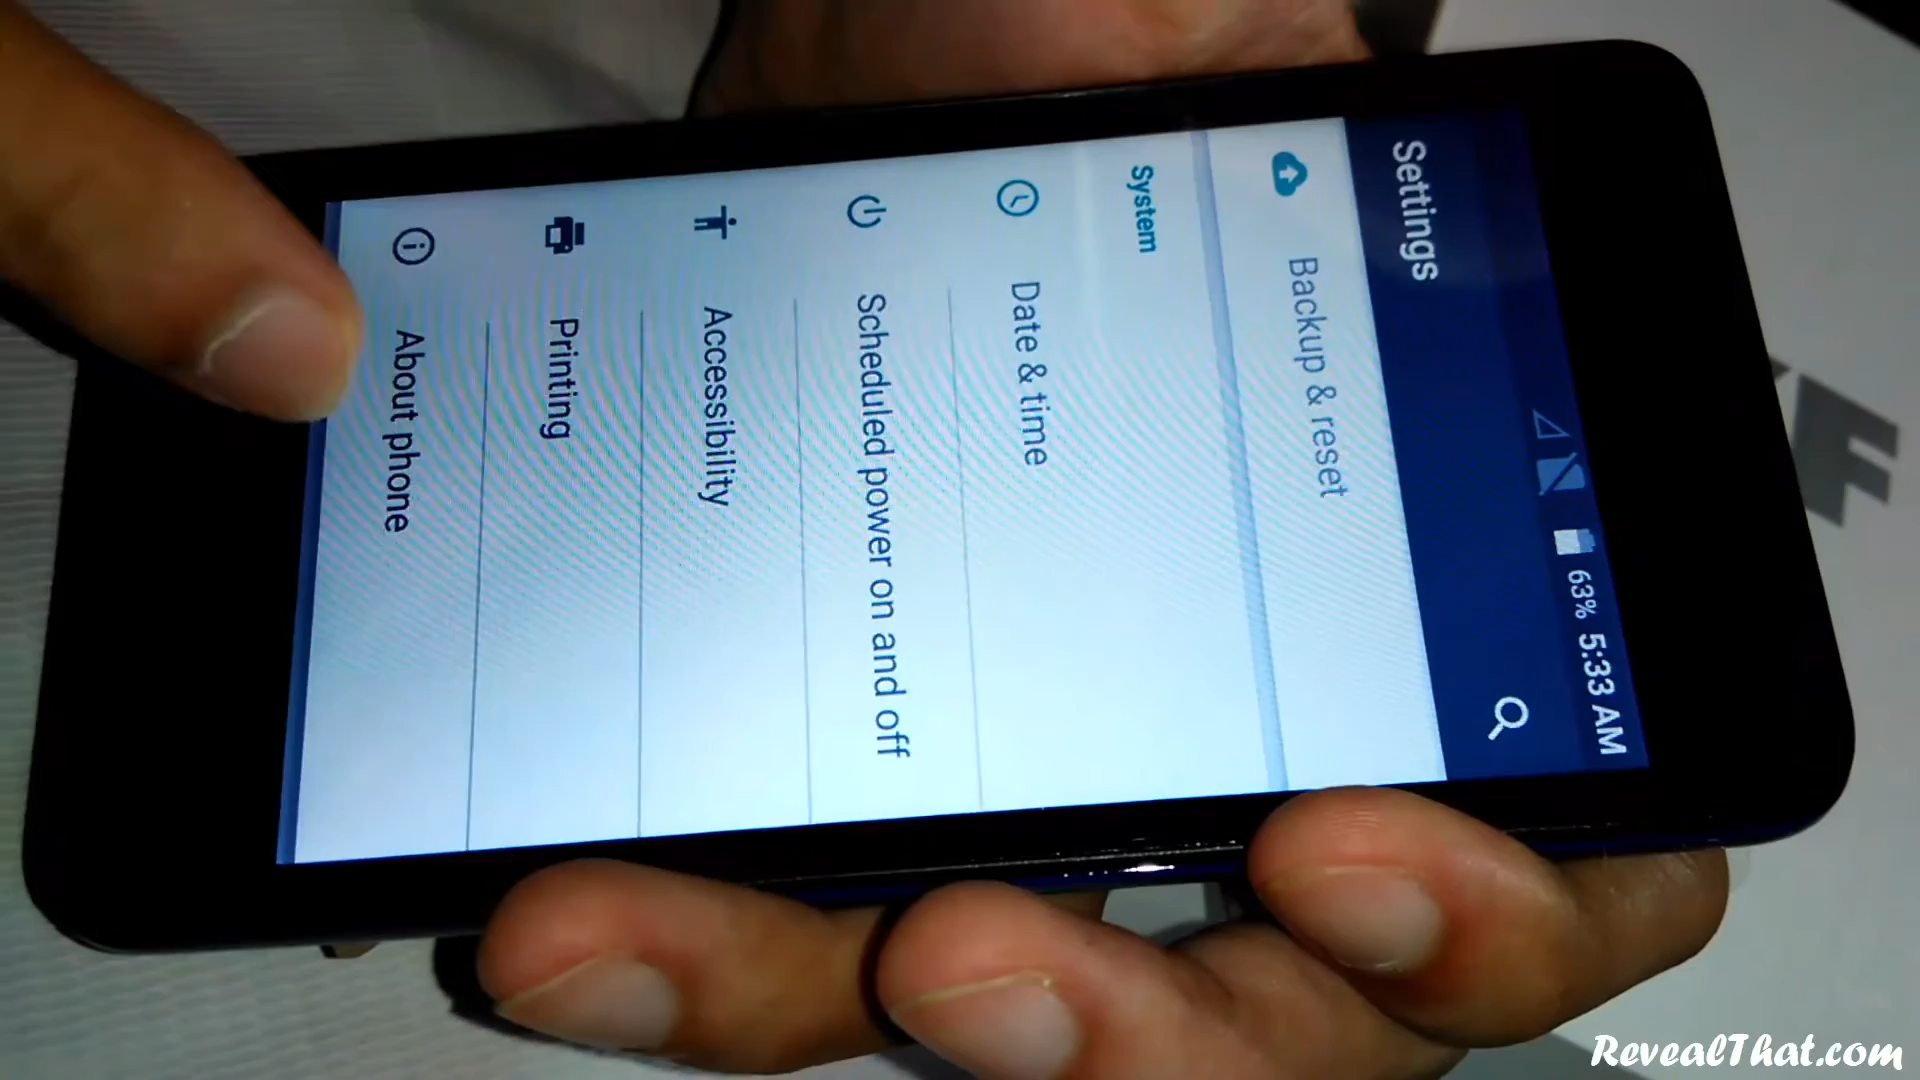 63% 5:33 AM
Settings
Backup & reset
System
Date & time
Scheduled power on and off
Accessibility
Printing
About phone
RevealThat.com